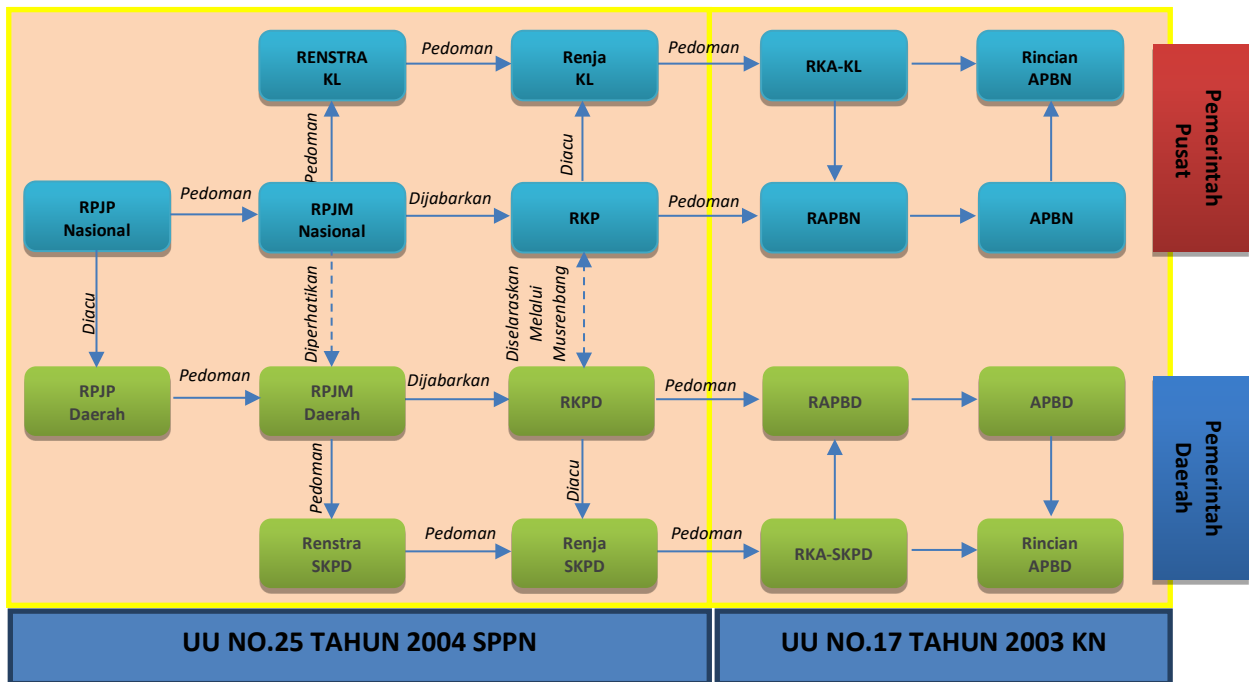 RENSTRA
KL
Pedoman
Renja
KL
Pedoman
RKA-KL
Rincian
APBN
Pemerintah
Pusat
Pedoman
Diacu
RPJP
Nasional
Pedoman
RPJM
Nasional
Dijabarkan
RKP
Pedoman
RAPBN
APBN
Diacu
Diperhatikan
Diselaraskan
Melalui
Musrenbang
RPJP
Daerah
Pedoman
RPJM
Daerah
Dijabarkan
RKPD
Pedoman
RAPBD
APBD
Pemerintah
Daerah
Pedoman
Diacu
Renstra
SKPD
Pedoman
Renja
SKPD
Pedoman
RKA-SKPD
Rincian
APBD
UU NO.25 TAHUN 2004 SPPN
UU NO.17 TAHUN 2003 KN